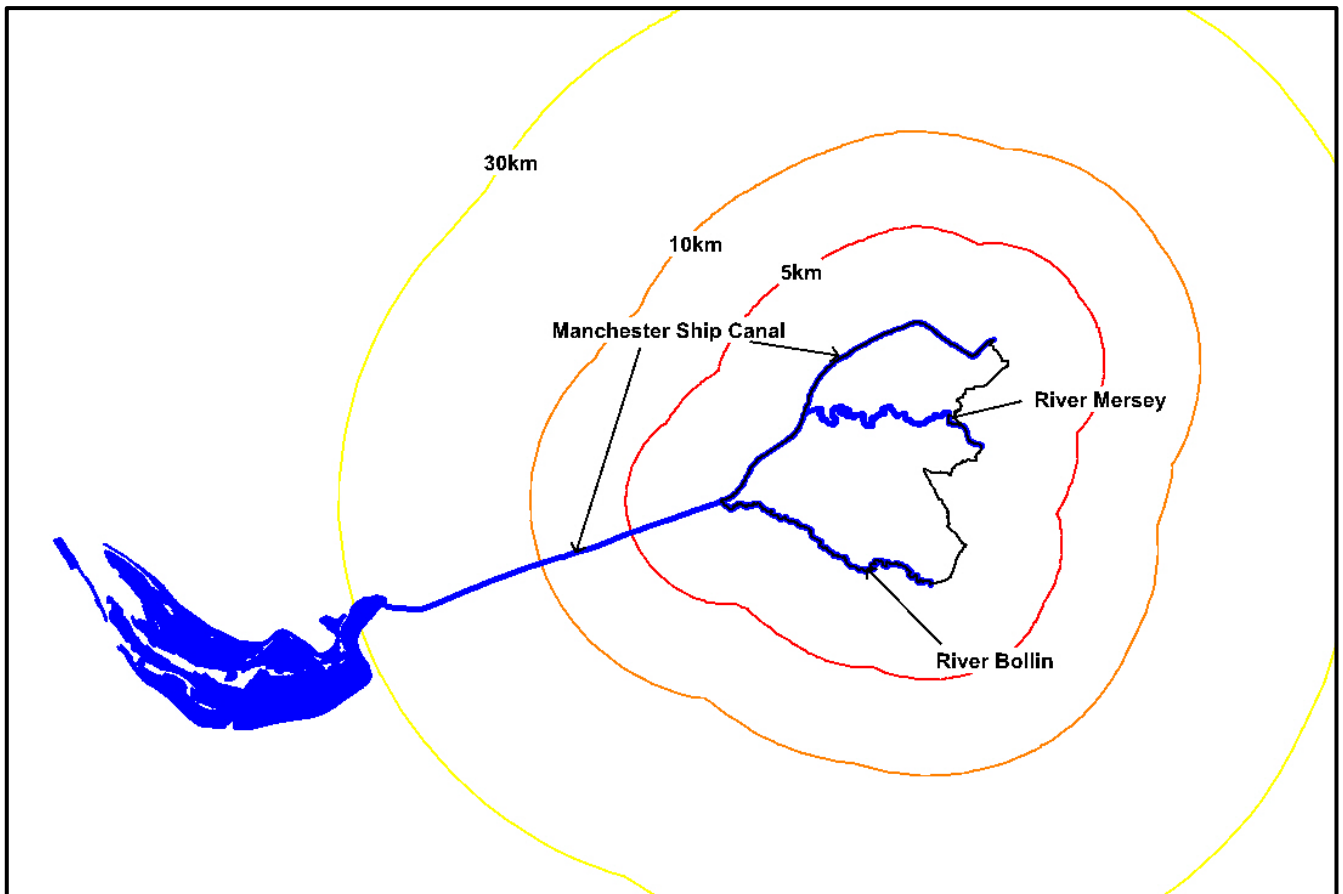 30km
10km
5km
Manchester Ship Canal
River Mersey
River Bollin